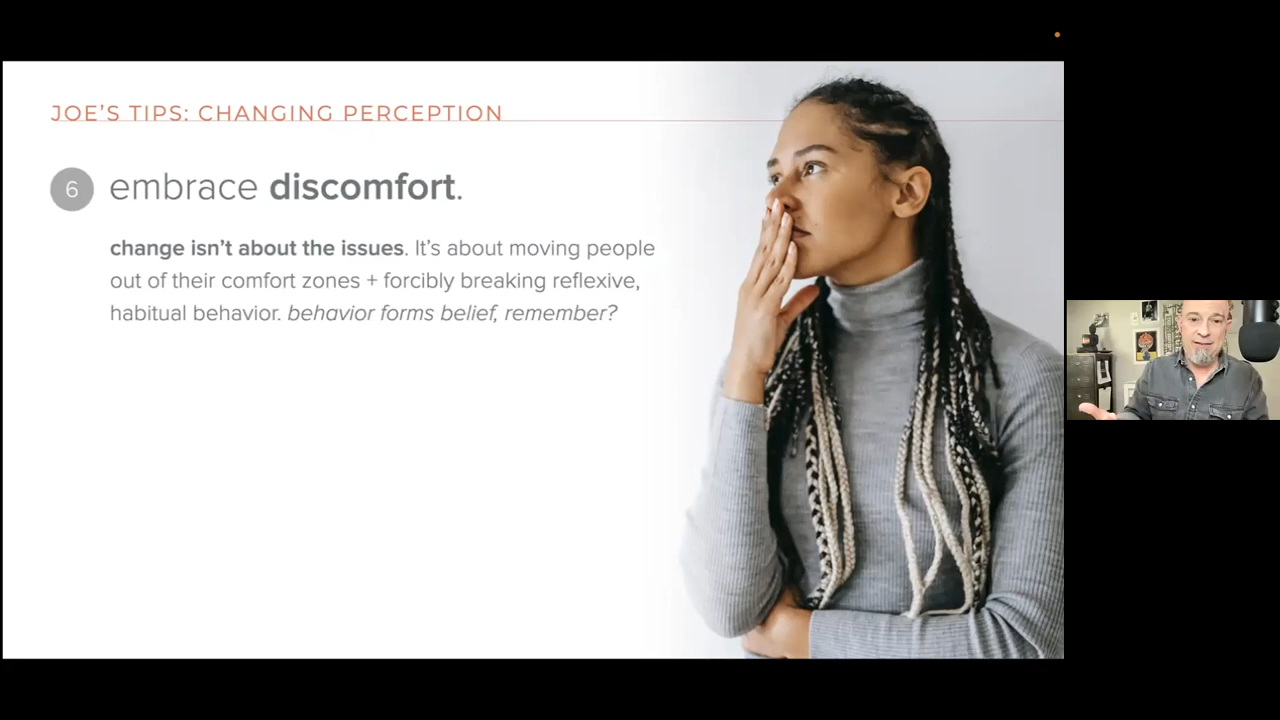 JOE’S TIPS: CHANGING PERCEPTION
6 embrace discomfort.
change isn’t about the issues. It’s about moving people
out of their comfort zones + forcibly breaking reflexive,
habitual behavior. behavior forms belief, remember?